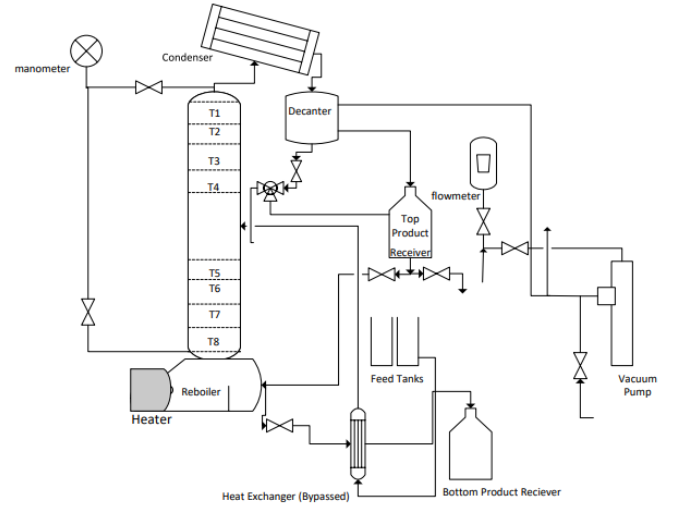 manometer
Condenser
Decanter
T1
T2
T3
T4
T5
T6
T7
T8
flowmeter
Top
Product
Receiver
Feed Tanks
Vacuum
Pump
Reboiler
Heater
Heat Exchanger (Bypassed)
Bottom Product Reciever